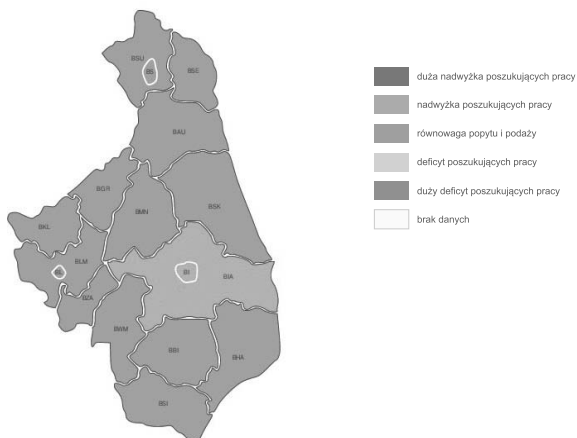 BSU
BS
BSE
BAU
BGR
BMN
BSK
BKL
BLM
BL
BZA
BI
BIA
BWM
BBI
BHA
BSI
duża nadwyżka poszukujących pracy
nadwyżka poszukujących pracy
równowaga popytu i podaży
deficyt poszukujących pracy
duży deficyt poszukujących pracy
brak danych